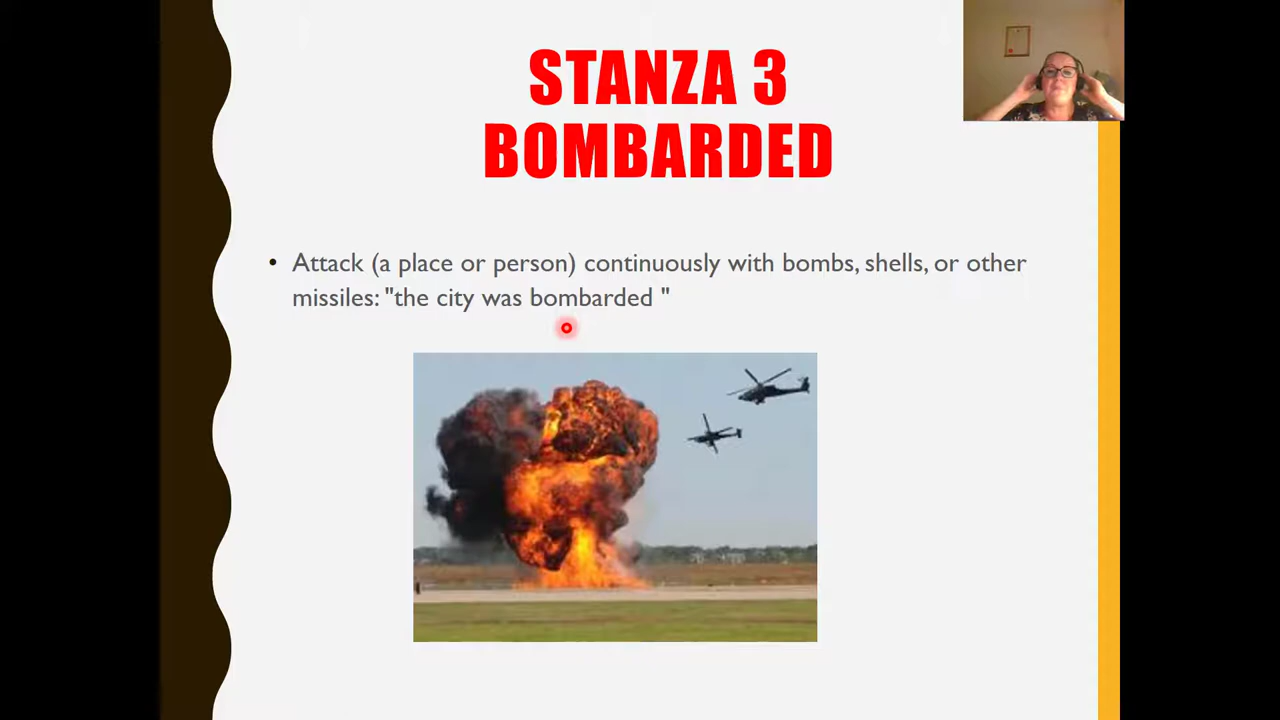 STANZA 3
BOMBARDED
• Attack (a place or person) continuously with bombs, shells, or other
missiles: "the city was bombarded "